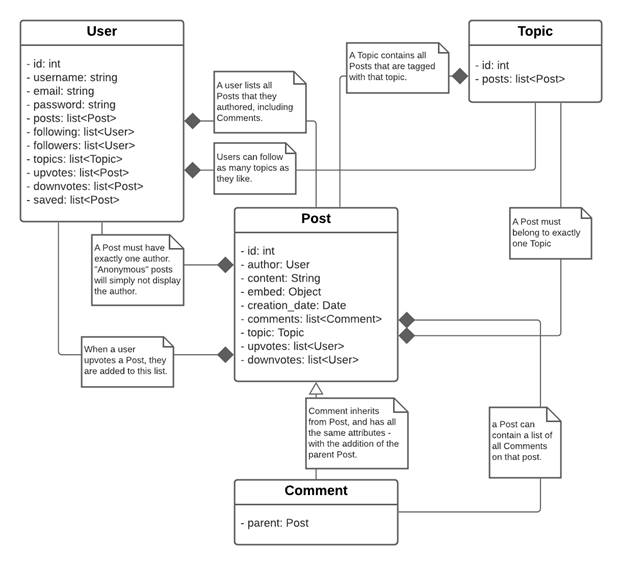 User
- id: int
- username: string
- email: string
- password: string
- posts: list<Post>
- following: list<User>
- followers: list<User>
- topics: list<Topic>
- upvotes: list<Post>
- downvotes: list<Post>
- saved: list<Post>
A user lists all
Posts that they
authored, including
Comments.
Users can follow
as many topics as
they like.
A Topic contains all
Posts that are tagged
with that topic.
Topic
- id: int
- posts: list<Post>
A Post must have
exactly one author.
"Anonymous" posts
will simply not display
the author.
When a user
upvotes a Post, they
are added to this list.
Post
- id: int
- author: User
- content: String
- embed: Object
- creation_date: Date
- comments: list<Comment>
- topic: Topic
- upvotes: list<User>
- downvotes: list<User>
A Post must
belong to exactly
one Topic
Comment inherits
from Post, and has all
the same attributes -
with the addition of the
parent Post.
a Post can
contain a list of
all Comments
on that post.
Comment
- parent: Post